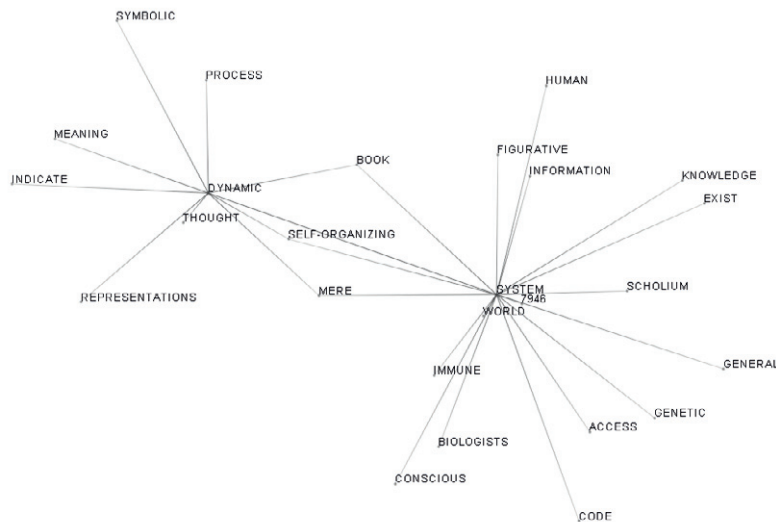 SYMBOLIC
PROCESS
HUMAN
MEANING
BOOK
FIGURATIVE
INFORMATION
KNOWLEDGE
INDICATE
DYNAMIC
EXIST
THOUGHT
SELF-ORGANIZING
REPRESENTATIONS
MERE
SYSTEM
SCHOLIUM
7946
WORLD
GENERAL
IMMUNE
GENETIC
ACCESS
BIOLOGISTS
CONSCIOUS
CODE